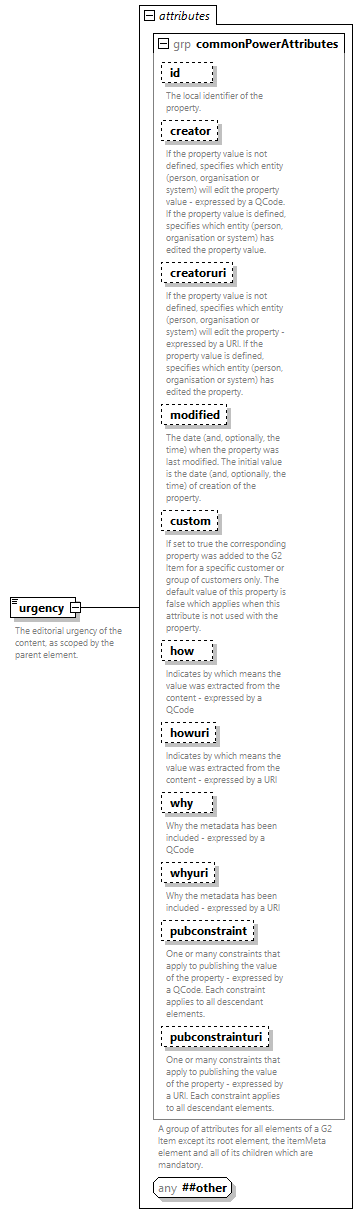 attributes
grp commonPowerAttributes
id
The local identifier of the
property.
creator
If the property value is not
defined, specifies which entity
(person, organisation or
system) will edit the property
value - expressed by a QCode.
If the property value is defined,
specifies which entity (person,
organisation or system) has
edited the property value.
creatoruri
If the property value is not
defined, specifies which entity
(person, organisation or
system) will edit the property -
expressed by a URI. If the
property value is defined,
specifies which entity (person,
organisation or system) has
edited the property.
modified
The date (and, optionally, the
time) when the property was
last modified. The initial value
is the date (and, optionally, the
time) of creation of the
property.
custom
If set to true the corresponding
property was added to the G2
Item for a specific customer or
group of customers only. The
default value of this property is
false which applies when this
attribute is not used with the
property.
urgency
The editorial urgency of the
content, as scoped by the
parent element.
how
Indicates by which means the
value was extracted from the
content - expressed by a
QCode
howuri
Indicates by which means the
value was extracted from the
content - expressed by a URI
why
Why the metadata has been
included - expressed by a
QCode
whyuri
Why the metadata has been
included - expressed by a URI
pubconstraint
One or many constraints that
apply to publishing the value
of the property - expressed by
a QCode. Each constraint
applies to all descendant
elements.
pubconstrainturi
One or many constraints that
apply to publishing the value
of the property - expressed by
a URI. Each constraint applies
to all descendant elements.
A group of attributes for all elements of a G2
Item except its root element, the itemMeta
element and all of its children which are
mandatory.
any ##other